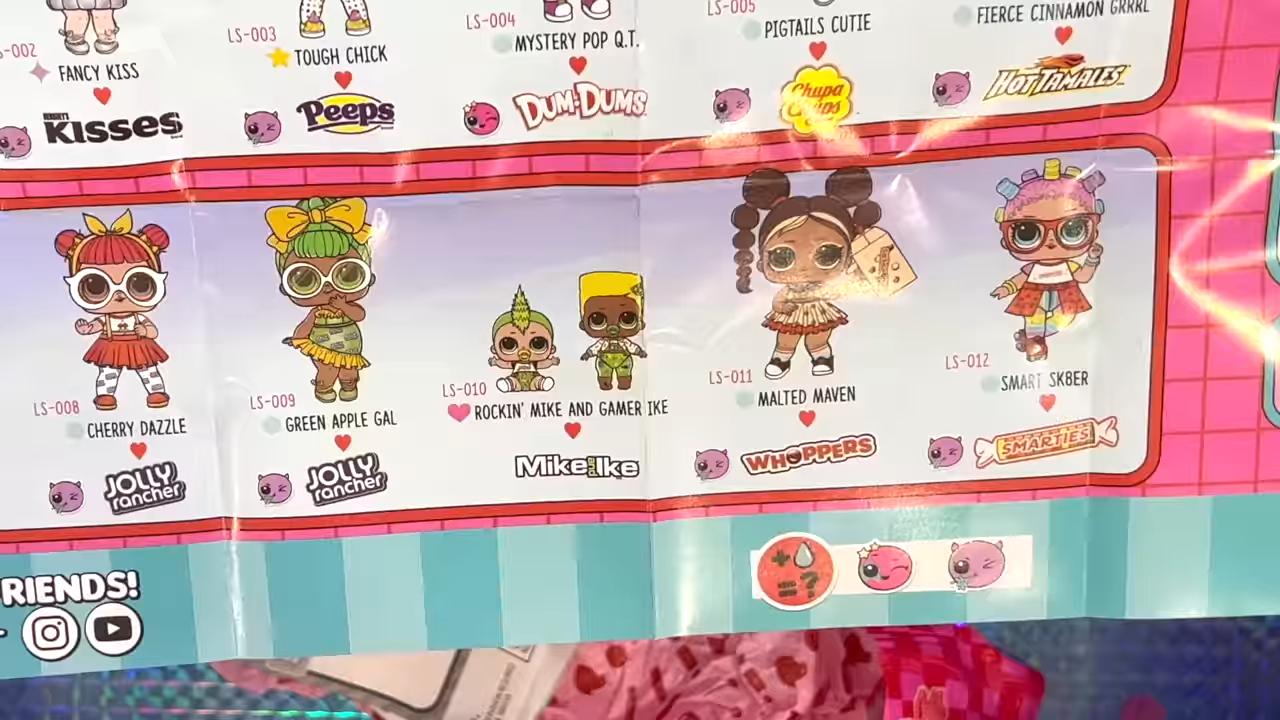 -002
FANCY KISS
HERSHEY'S
KISSES
LS-003
TOUGH CHICK
Peeps
LS-004
MYSTERY POP Q.T.
DUM-DUMS
LS-005
PIGTAILS CUTIE
Chupa
Chups
FIERCE CINNAMON GRRRL
HOT TAMALES
LS-008
CHERRY DAZZLE
JOLLY
rancher
LS-009
GREEN APPLE GAL
JOLLY
rancher
LS-010
ROCKIN' MIKE AND GAMER IKE
Mike and Ike
LS-011
MALTED MAVEN
WHOPPERS
LS-012
SMART SK8ER
SMARTIES
RIENDS!
+
= ?